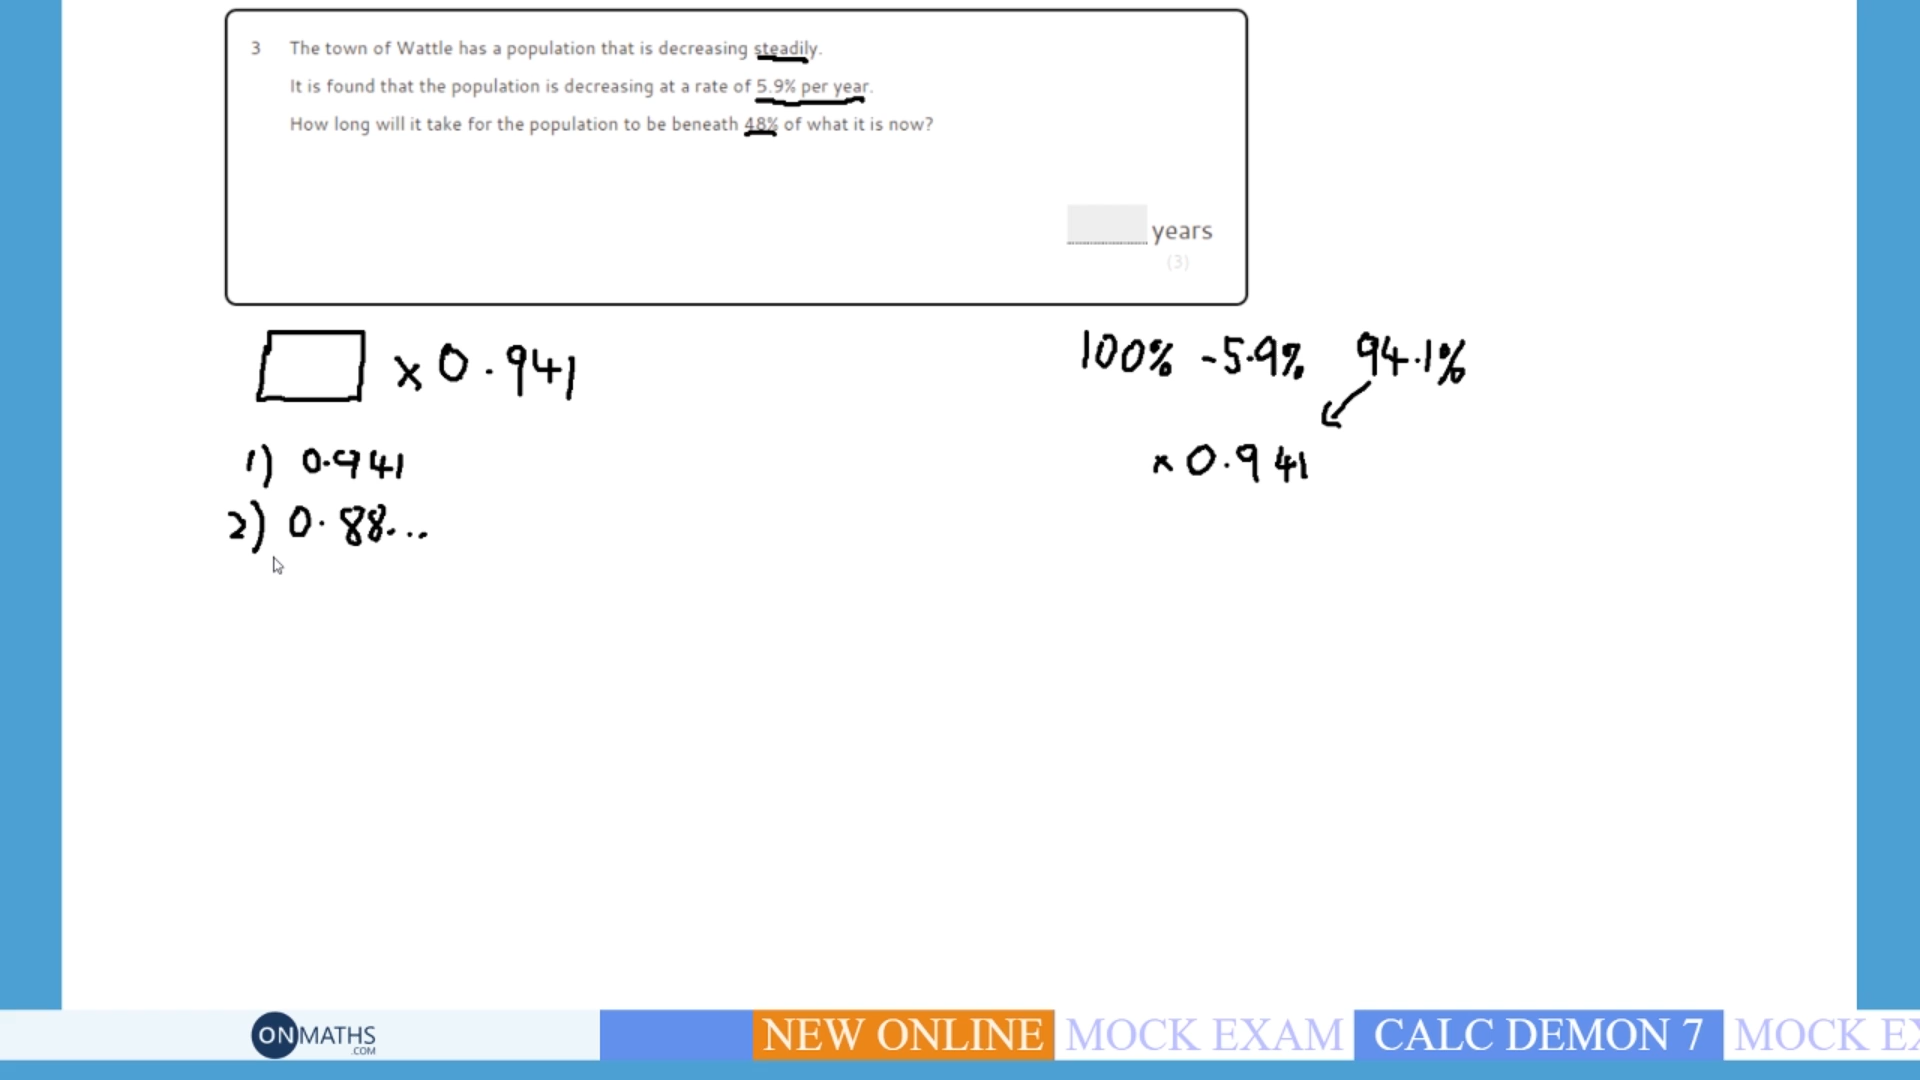 3 The town of Wattle has a population that is decreasing steadily.
It is found that the population is decreasing at a rate of 5.9% per year.
How long will it take for the population to be beneath 48% of what it is now?
years
(3)
× 0.941
100% -5.9% 94.1%
1) 0.941
× 0.941
2) 0.88...
ONMATHS
.COM
NEW ONLINE MOCK EXAM CALC DEMON 7 MOCK EX